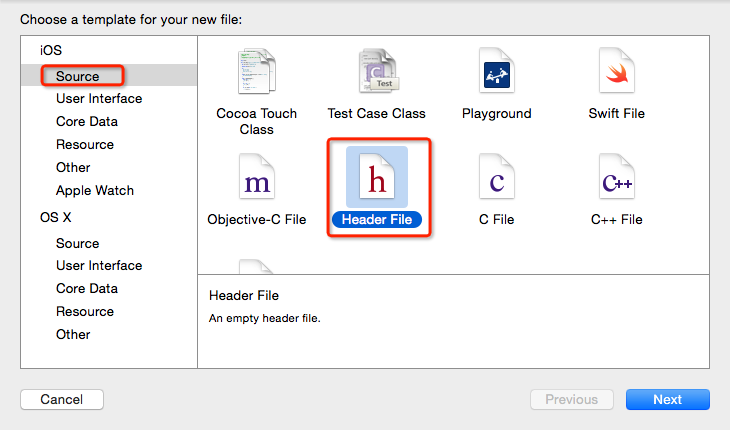 Choose a template for your new file:
iOS
Source
User Interface
Core Data
Resource
Other
Apple Watch
OS X
Source
User Interface
Core Data
Resource
Other
Cocoa Touch
Class
Test
Test Case Class
Playground
Swift File
m
Objective-C File
h
Header File
c
C File
C++
C++ File
Header File
An empty header file.
Cancel
Previous
Next